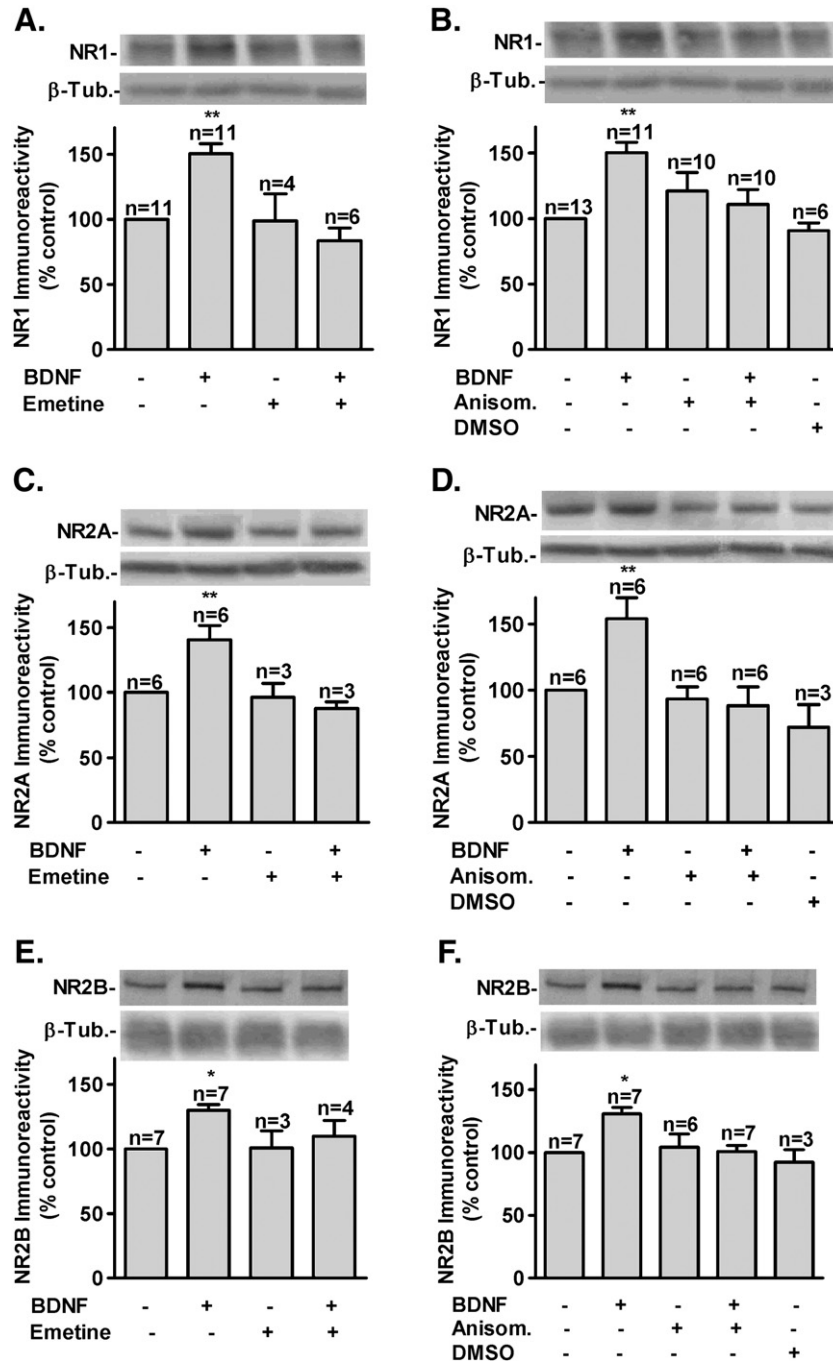 A.
NR1-
β-Tub.-
NR1 Immunoreactivity
(% control)
150
100
50
0
n=11
**
n=11
n=4
n=6
BDNF - + - +
Emetine - - + +
B.
NR1-
β-Tub.-
NR1 Immunoreactivity
(% control)
150
100
50
0
n=13
**
n=11
n=10
n=10
n=6
BDNF - + - + -
Anisom. - - + + -
DMSO - - - - +
C.
NR2A-
β-Tub.-
NR2A Immunoreactivity
(% control)
150
100
50
0
n=6
**
n=6
n=3
n=3
BDNF - + - +
Emetine - - + +
D.
NR2A-
β-Tub.-
NR2A Immunoreactivity
(% control)
150
100
50
0
n=6
**
n=6
n=6
n=6
n=3
BDNF - + - + -
Anisom. - - + + -
DMSO - - - - +
E.
NR2B-
β-Tub.-
NR2B Immunoreactivity
(% control)
150
100
50
0
n=7
*
n=7
n=3
n=4
BDNF - + - +
Emetine - - + +
F.
NR2B-
β-Tub.-
NR2B Immunoreactivity
(% control)
150
100
50
0
n=7
*
n=7
n=6
n=7
n=3
BDNF - + - + -
Anisom. - - + + -
DMSO - - - - +